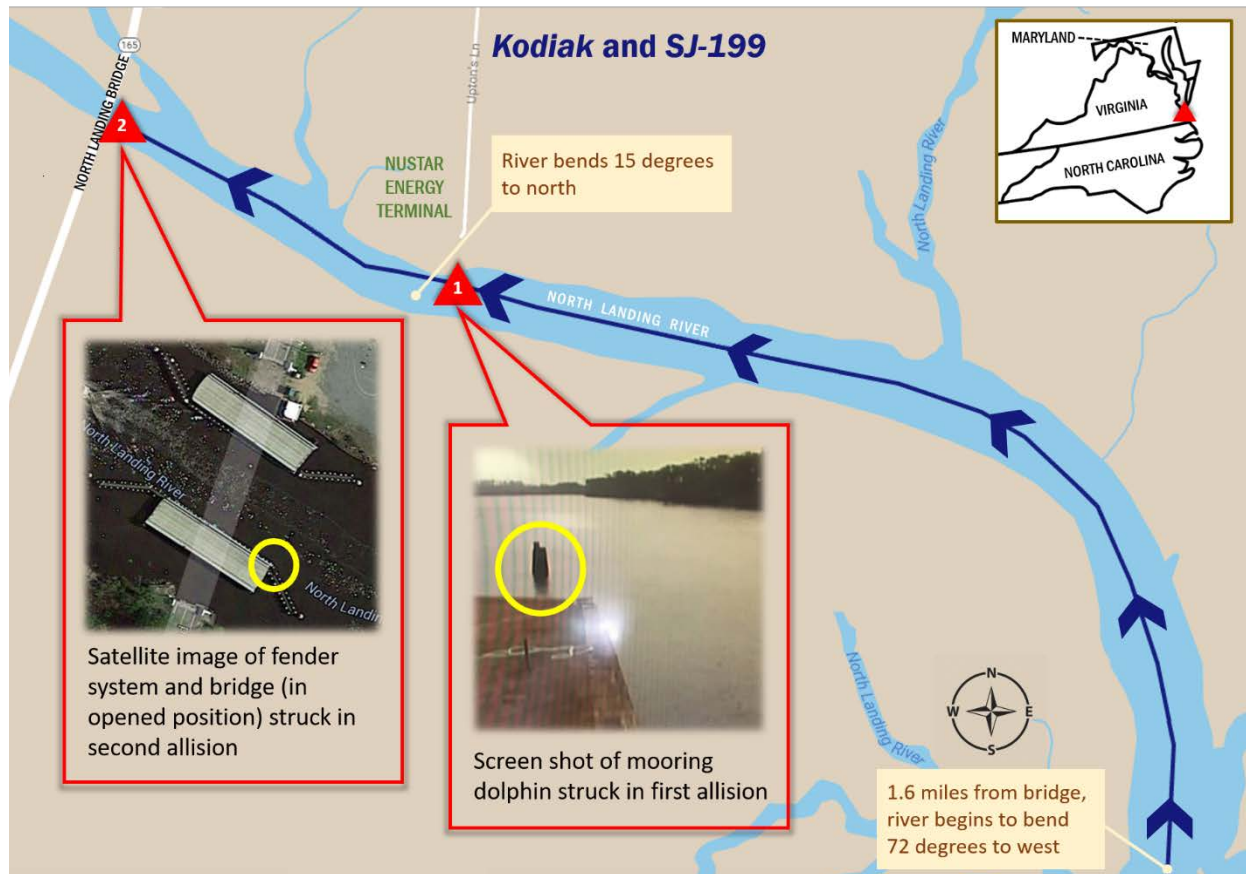 Kodiak and SJ-199
165
NORTH LANDING BRIDGE
2
Upton's Ln
NUSTAR
ENERGY
TERMINAL
River bends 15 degrees
to north
MARYLAND
VIRGINIA
NORTH CAROLINA
North Landing River
1
NORTH LANDING RIVER
North Landing River
North Landing River
North Landing
Satellite image of fender
system and bridge (in
opened position) struck in
second allision
Screen shot of mooring
dolphin struck in first allision
North Landing
River
N
W
E
S
1.6 miles from bridge,
river begins to bend
72 degrees to west